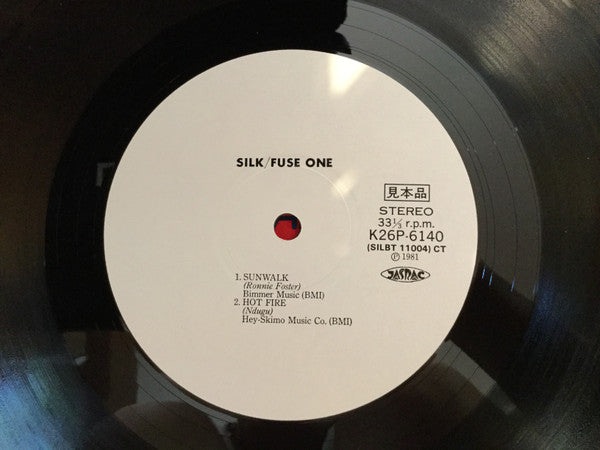 SILK/FUSE ONE
見本品
STEREO
33⅓ r.p.m.
K26P-6140
(SILBT 11004) CT
Ⓟ 1981
JASRAC
1. SUNWALK
(Ronnie Foster)
Bimmer Music (BMI)
2. HOT FIRE
(Ndugu)
Hey-Skimo Music Co. (BMI)